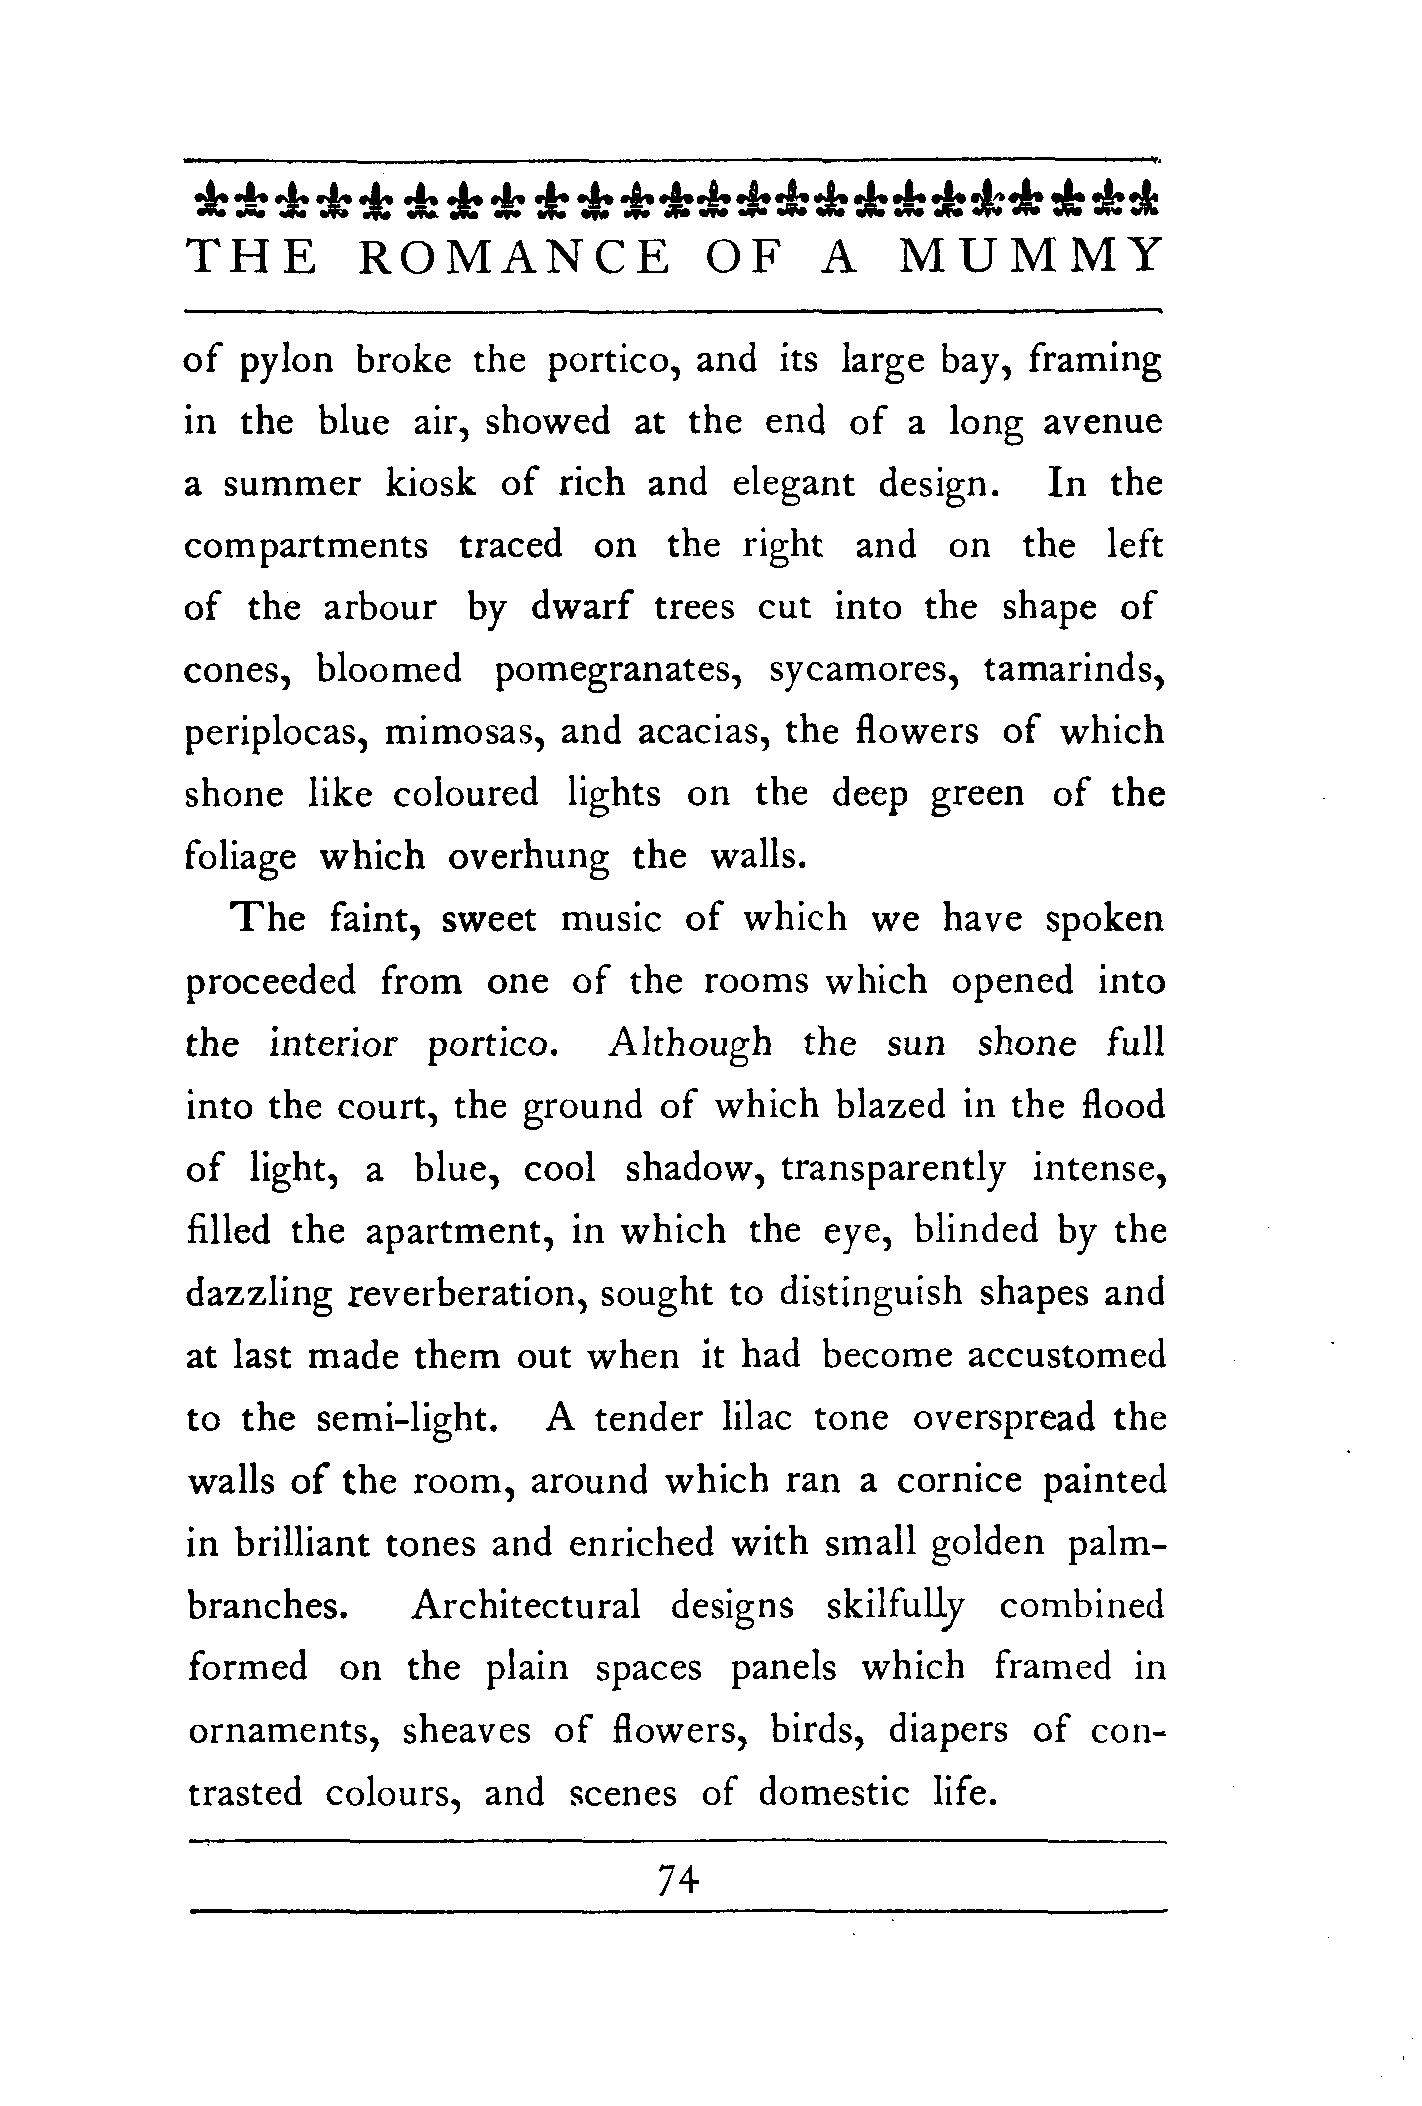 THE ROMANCE OF A MUMMY
of pylon broke the portico, and its large bay, framing
in the blue air, showed at the end of a long avenue
a summer kiosk of rich and elegant design. In the
compartments traced on the right and on the left
of the arbour by dwarf trees cut into the shape of
cones, bloomed pomegranates, sycamores, tamarinds,
periplocas, mimosas, and acacias, the flowers of which
shone like coloured lights on the deep green of the
foliage which overhung the walls.
The faint, sweet music of which we have spoken
proceeded from one of the rooms which opened into
the interior portico. Although the sun shone full
into the court, the ground of which blazed in the flood
of light, a blue, cool shadow, transparently intense,
filled the apartment, in which the eye, blinded by the
dazzling reverberation, sought to distinguish shapes and
at last made them out when it had become accustomed
to the semi-light. A tender lilac tone overspread the
walls of the room, around which ran a cornice painted
in brilliant tones and enriched with small golden palm-
branches. Architectural designs skilfully combined
formed on the plain spaces panels which framed in
ornaments, sheaves of flowers, birds, diapers of con-
trasted colours, and scenes of domestic life.
74